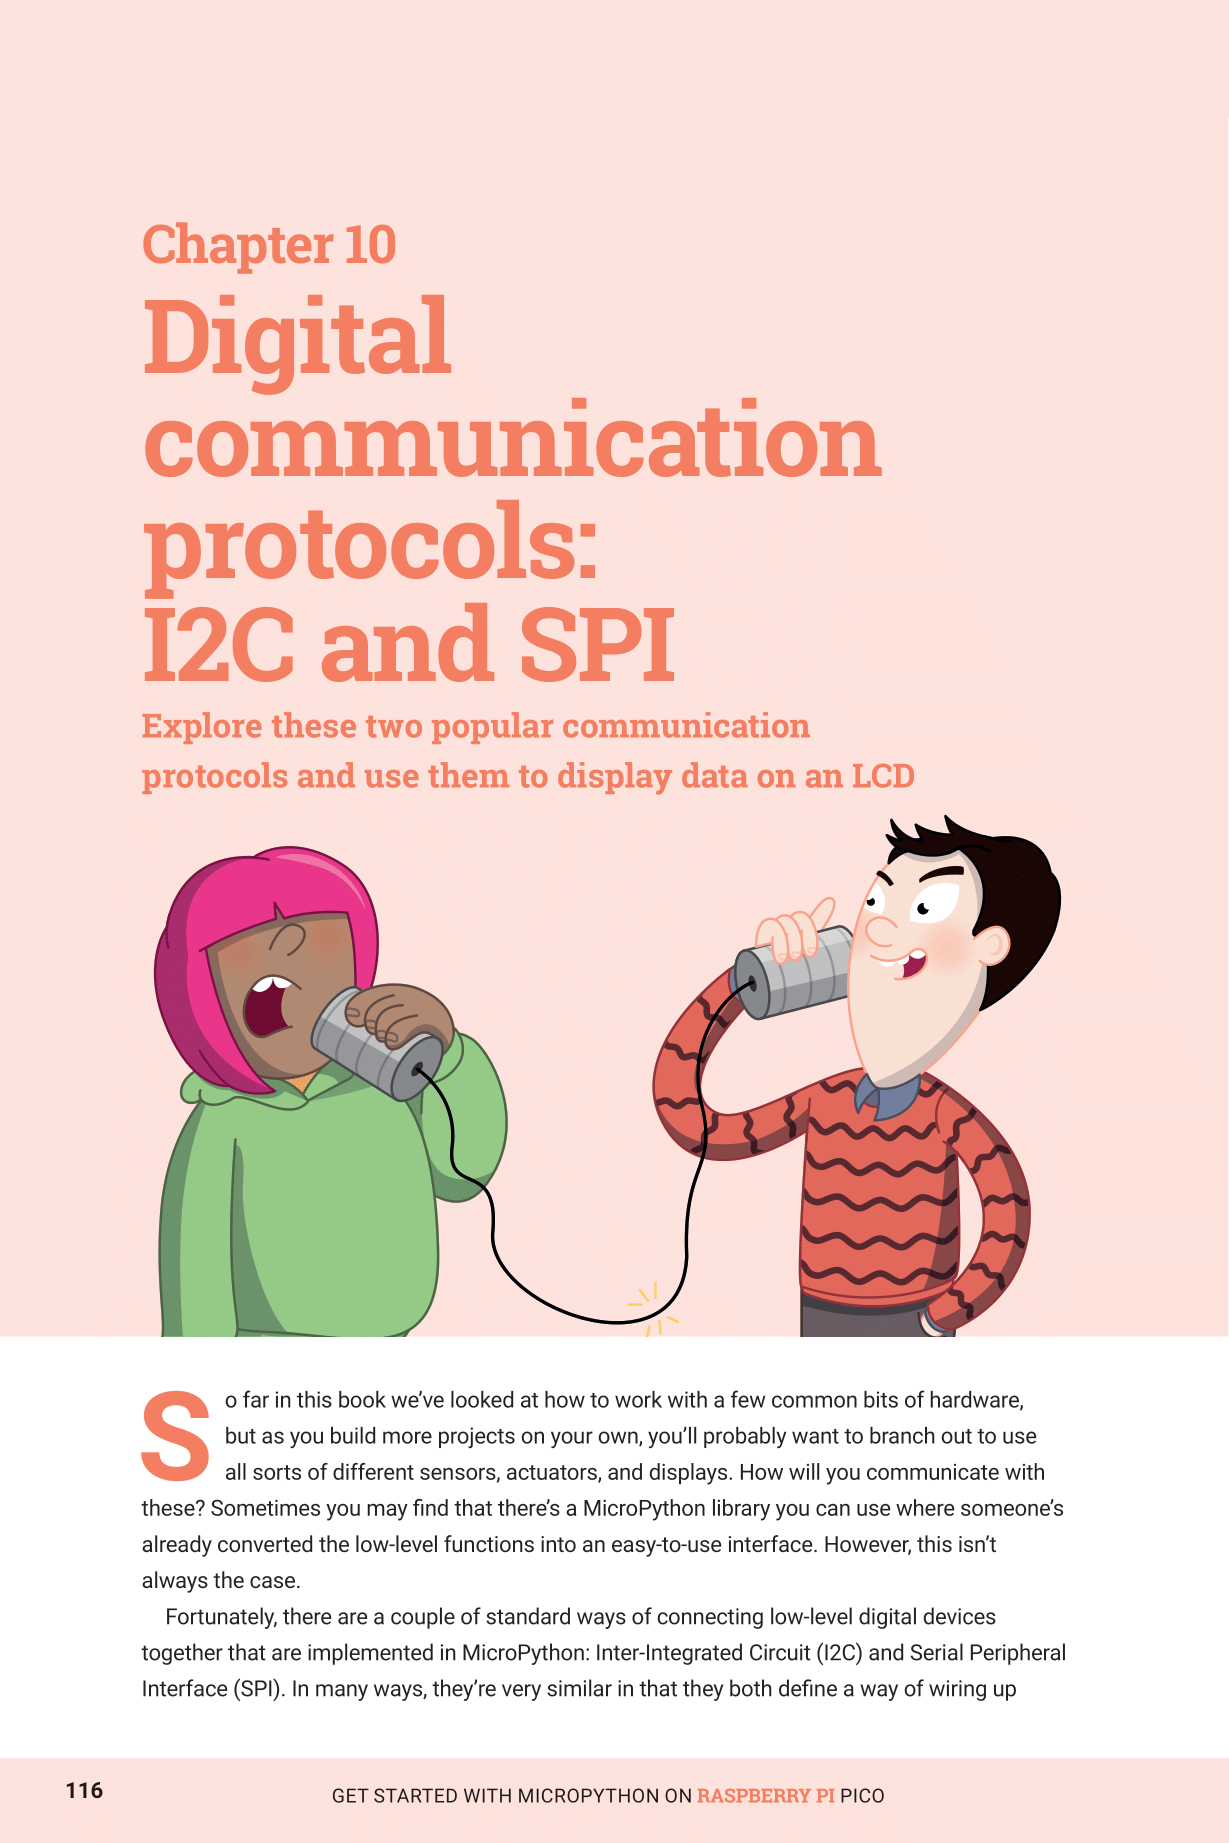 Chapter 10
Digital
communication
protocols:
I2C and SPI
Explore these two popular communication
protocols and use them to display data on an LCD
So far in this book we’ve looked at how to work with a few common bits of hardware,
but as you build more projects on your own, you’ll probably want to branch out to use
all sorts of different sensors, actuators, and displays. How will you communicate with
these? Sometimes you may find that there’s a MicroPython library you can use where someone’s
already converted the low-level functions into an easy-to-use interface. However, this isn’t
always the case.
Fortunately, there are a couple of standard ways of connecting low-level digital devices
together that are implemented in MicroPython: Inter-Integrated Circuit (I2C) and Serial Peripheral
Interface (SPI). In many ways, they’re very similar in that they both define a way of wiring up
116
GET STARTED WITH MICROPYTHON ON RASPBERRY PI PICO